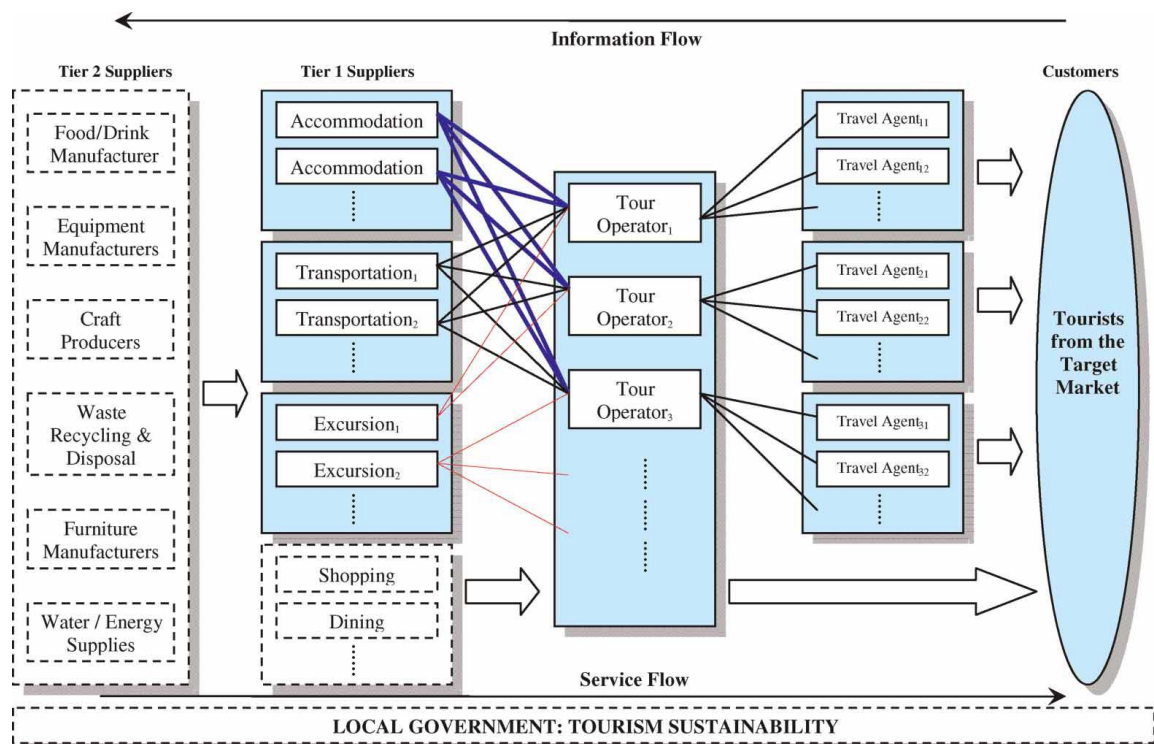 Information Flow
Tier 2 Suppliers
Food/Drink
Manufacturer
Equipment
Manufacturers
Craft
Producers
Waste
Recycling &
Disposal
Furniture
Manufacturers
Water / Energy
Supplies
Tier 1 Suppliers
Accommodation
Accommodation
Transportation₁
Transportation₂
Excursion₁
Excursion₂
Shopping
Dining
Tour
Operator₁
Tour
Operator₂
Tour
Operator₃
Travel Agent₁₁
Travel Agent₁₂
Travel Agent₂₁
Travel Agent₂₂
Travel Agent₃₁
Travel Agent₃₂
Customers
Tourists
from the
Target
Market
Service Flow
LOCAL GOVERNMENT: TOURISM SUSTAINABILITY